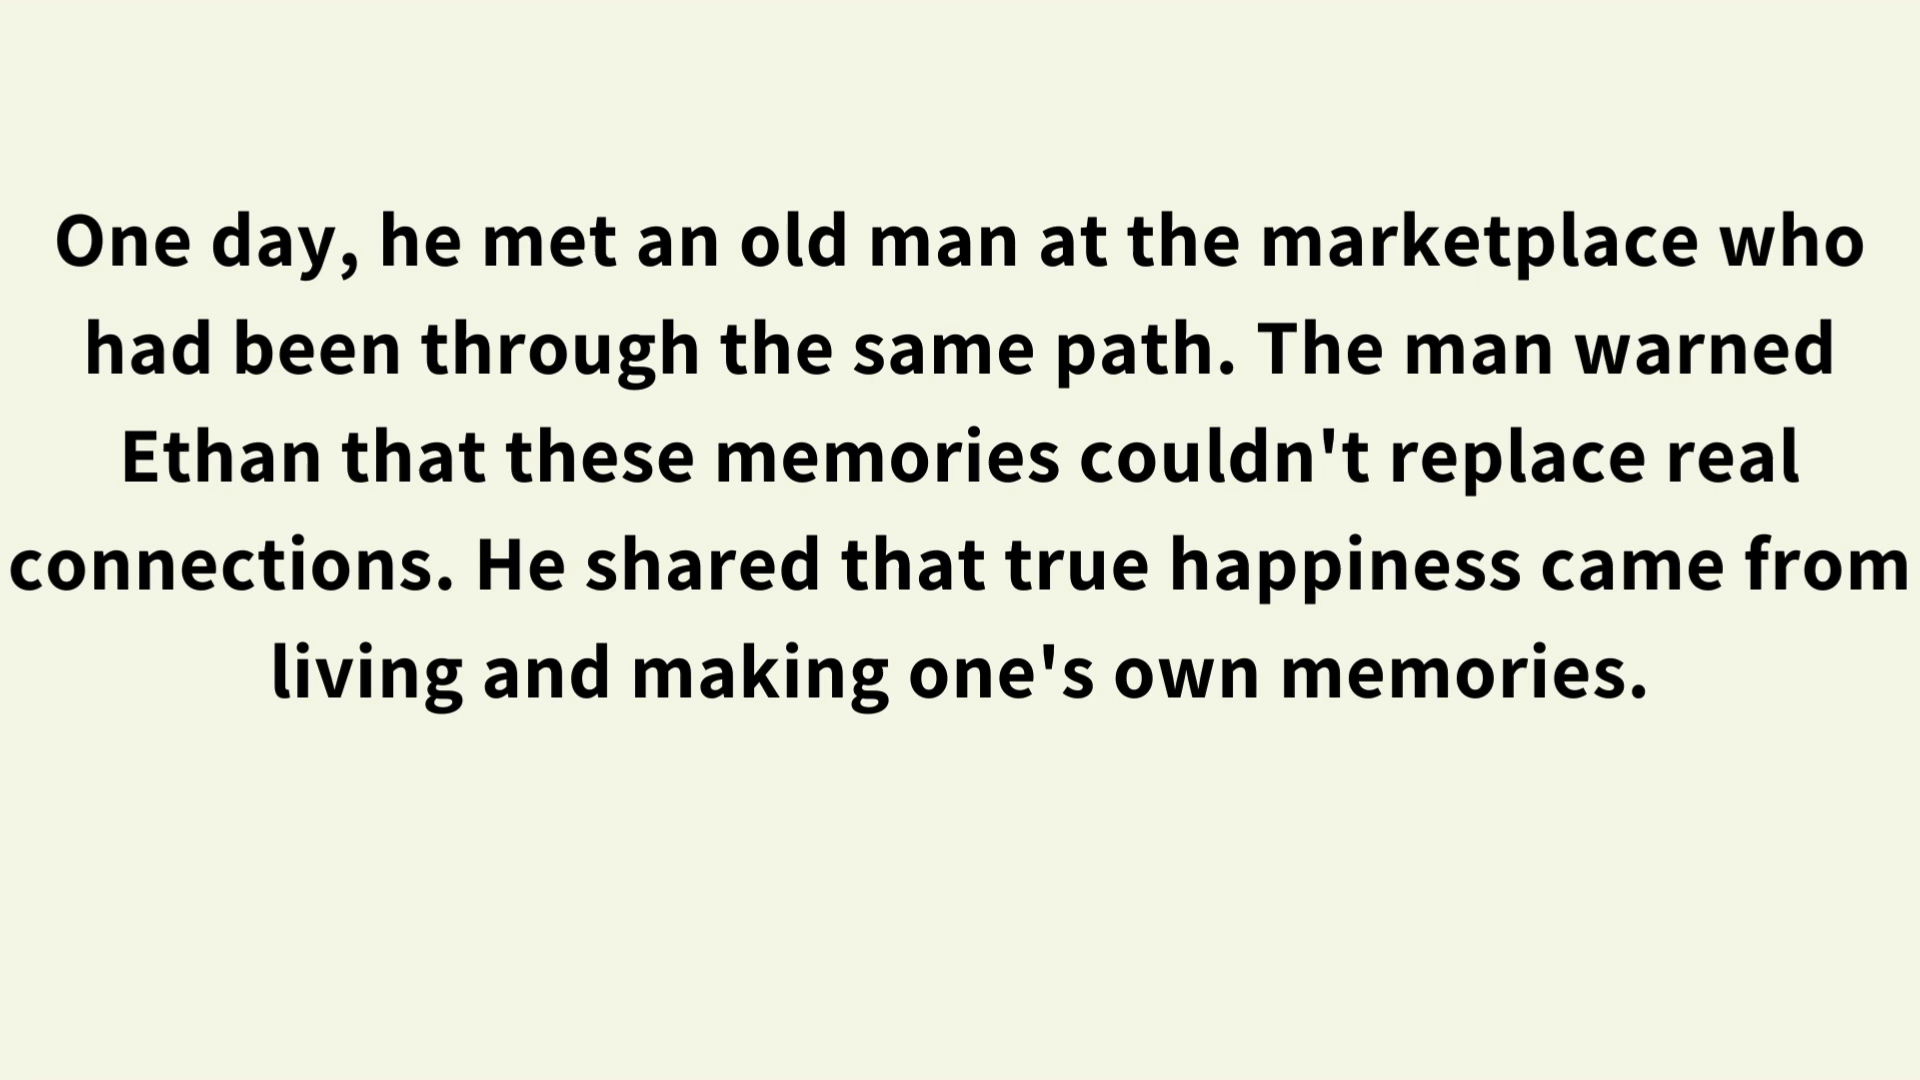 One day, he met an old man at the marketplace who
had been through the same path. The man warned
Ethan that these memories couldn't replace real
connections. He shared that true happiness came from
living and making one's own memories.